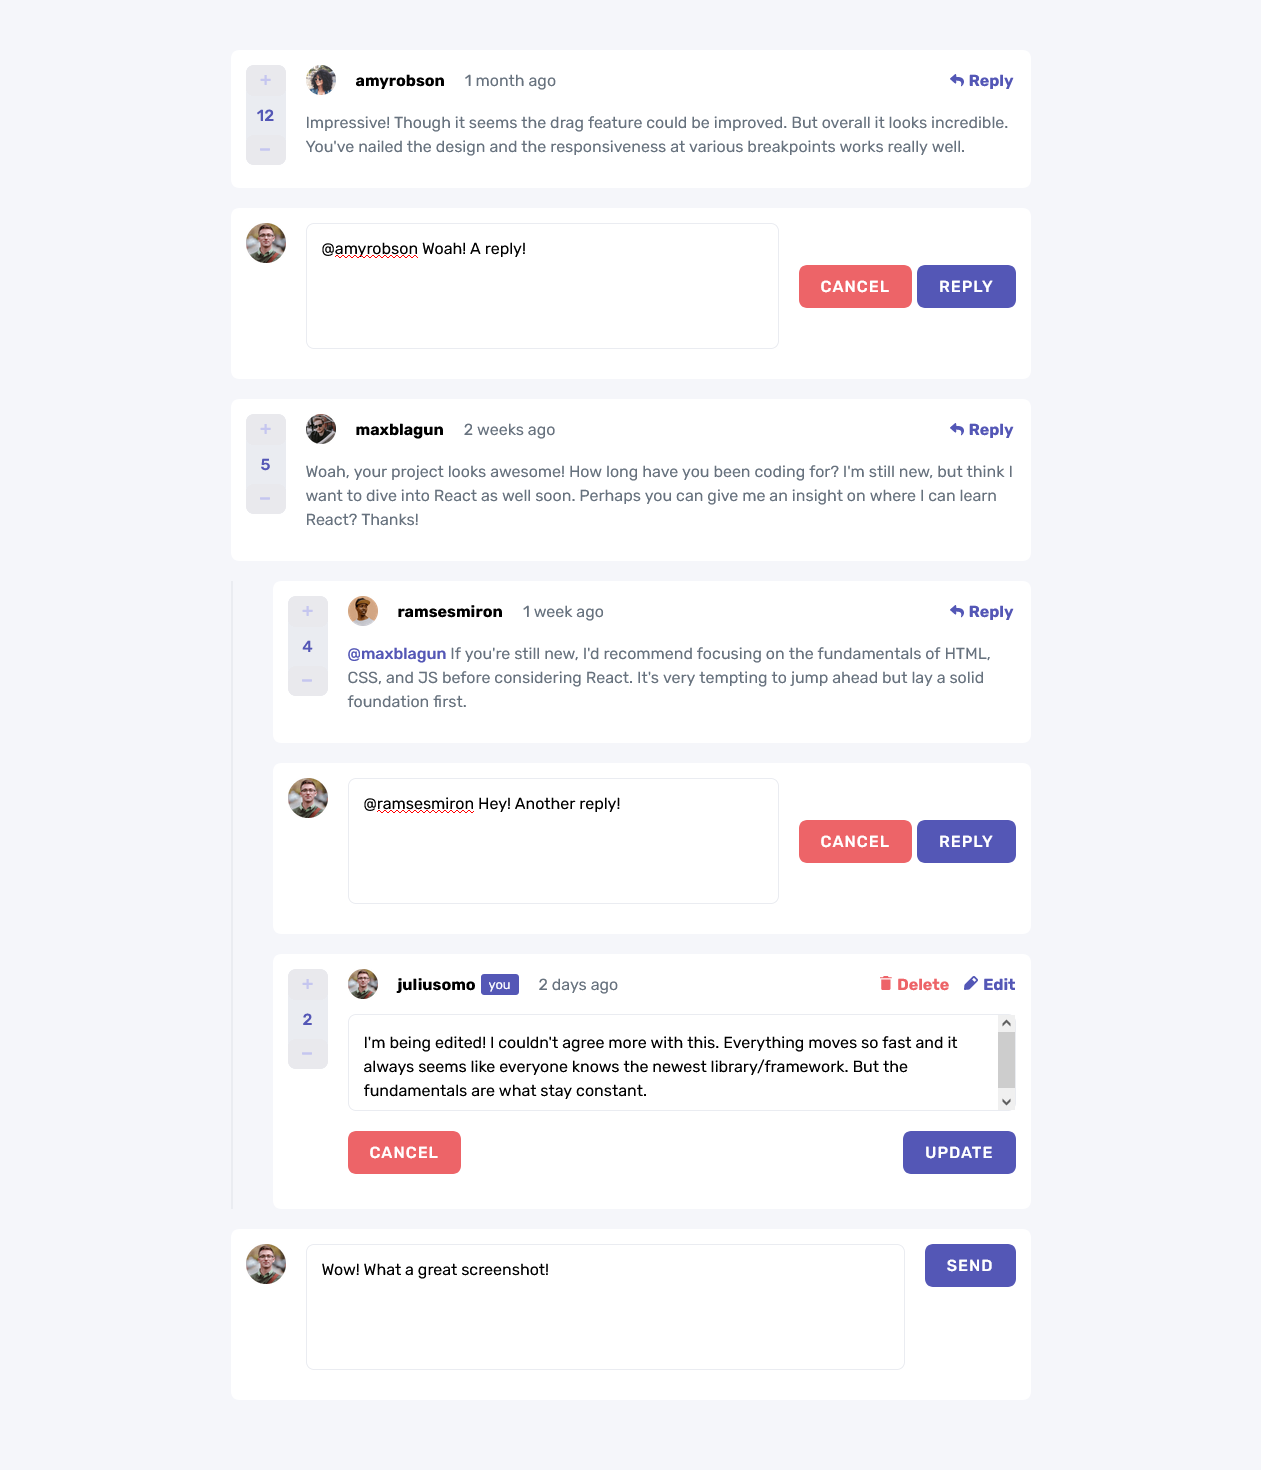 +
12
−
amyrobson 1 month ago Reply
Impressive! Though it seems the drag feature could be improved. But overall it looks incredible.
You've nailed the design and the responsiveness at various breakpoints works really well.
@amyrobson Woah! A reply!
CANCEL REPLY
+
5
−
maxblagun 2 weeks ago Reply
Woah, your project looks awesome! How long have you been coding for? I'm still new, but think I
want to dive into React as well soon. Perhaps you can give me an insight on where I can learn
React? Thanks!
+
4
−
ramsesmiron 1 week ago Reply
@maxblagun If you're still new, I'd recommend focusing on the fundamentals of HTML,
CSS, and JS before considering React. It's very tempting to jump ahead but lay a solid
foundation first.
@ramsesmiron Hey! Another reply!
CANCEL REPLY
+
2
−
juliusomo you 2 days ago Delete Edit
I'm being edited! I couldn't agree more with this. Everything moves so fast and it
always seems like everyone knows the newest library/framework. But the
fundamentals are what stay constant.
CANCEL UPDATE
Wow! What a great screenshot!
SEND